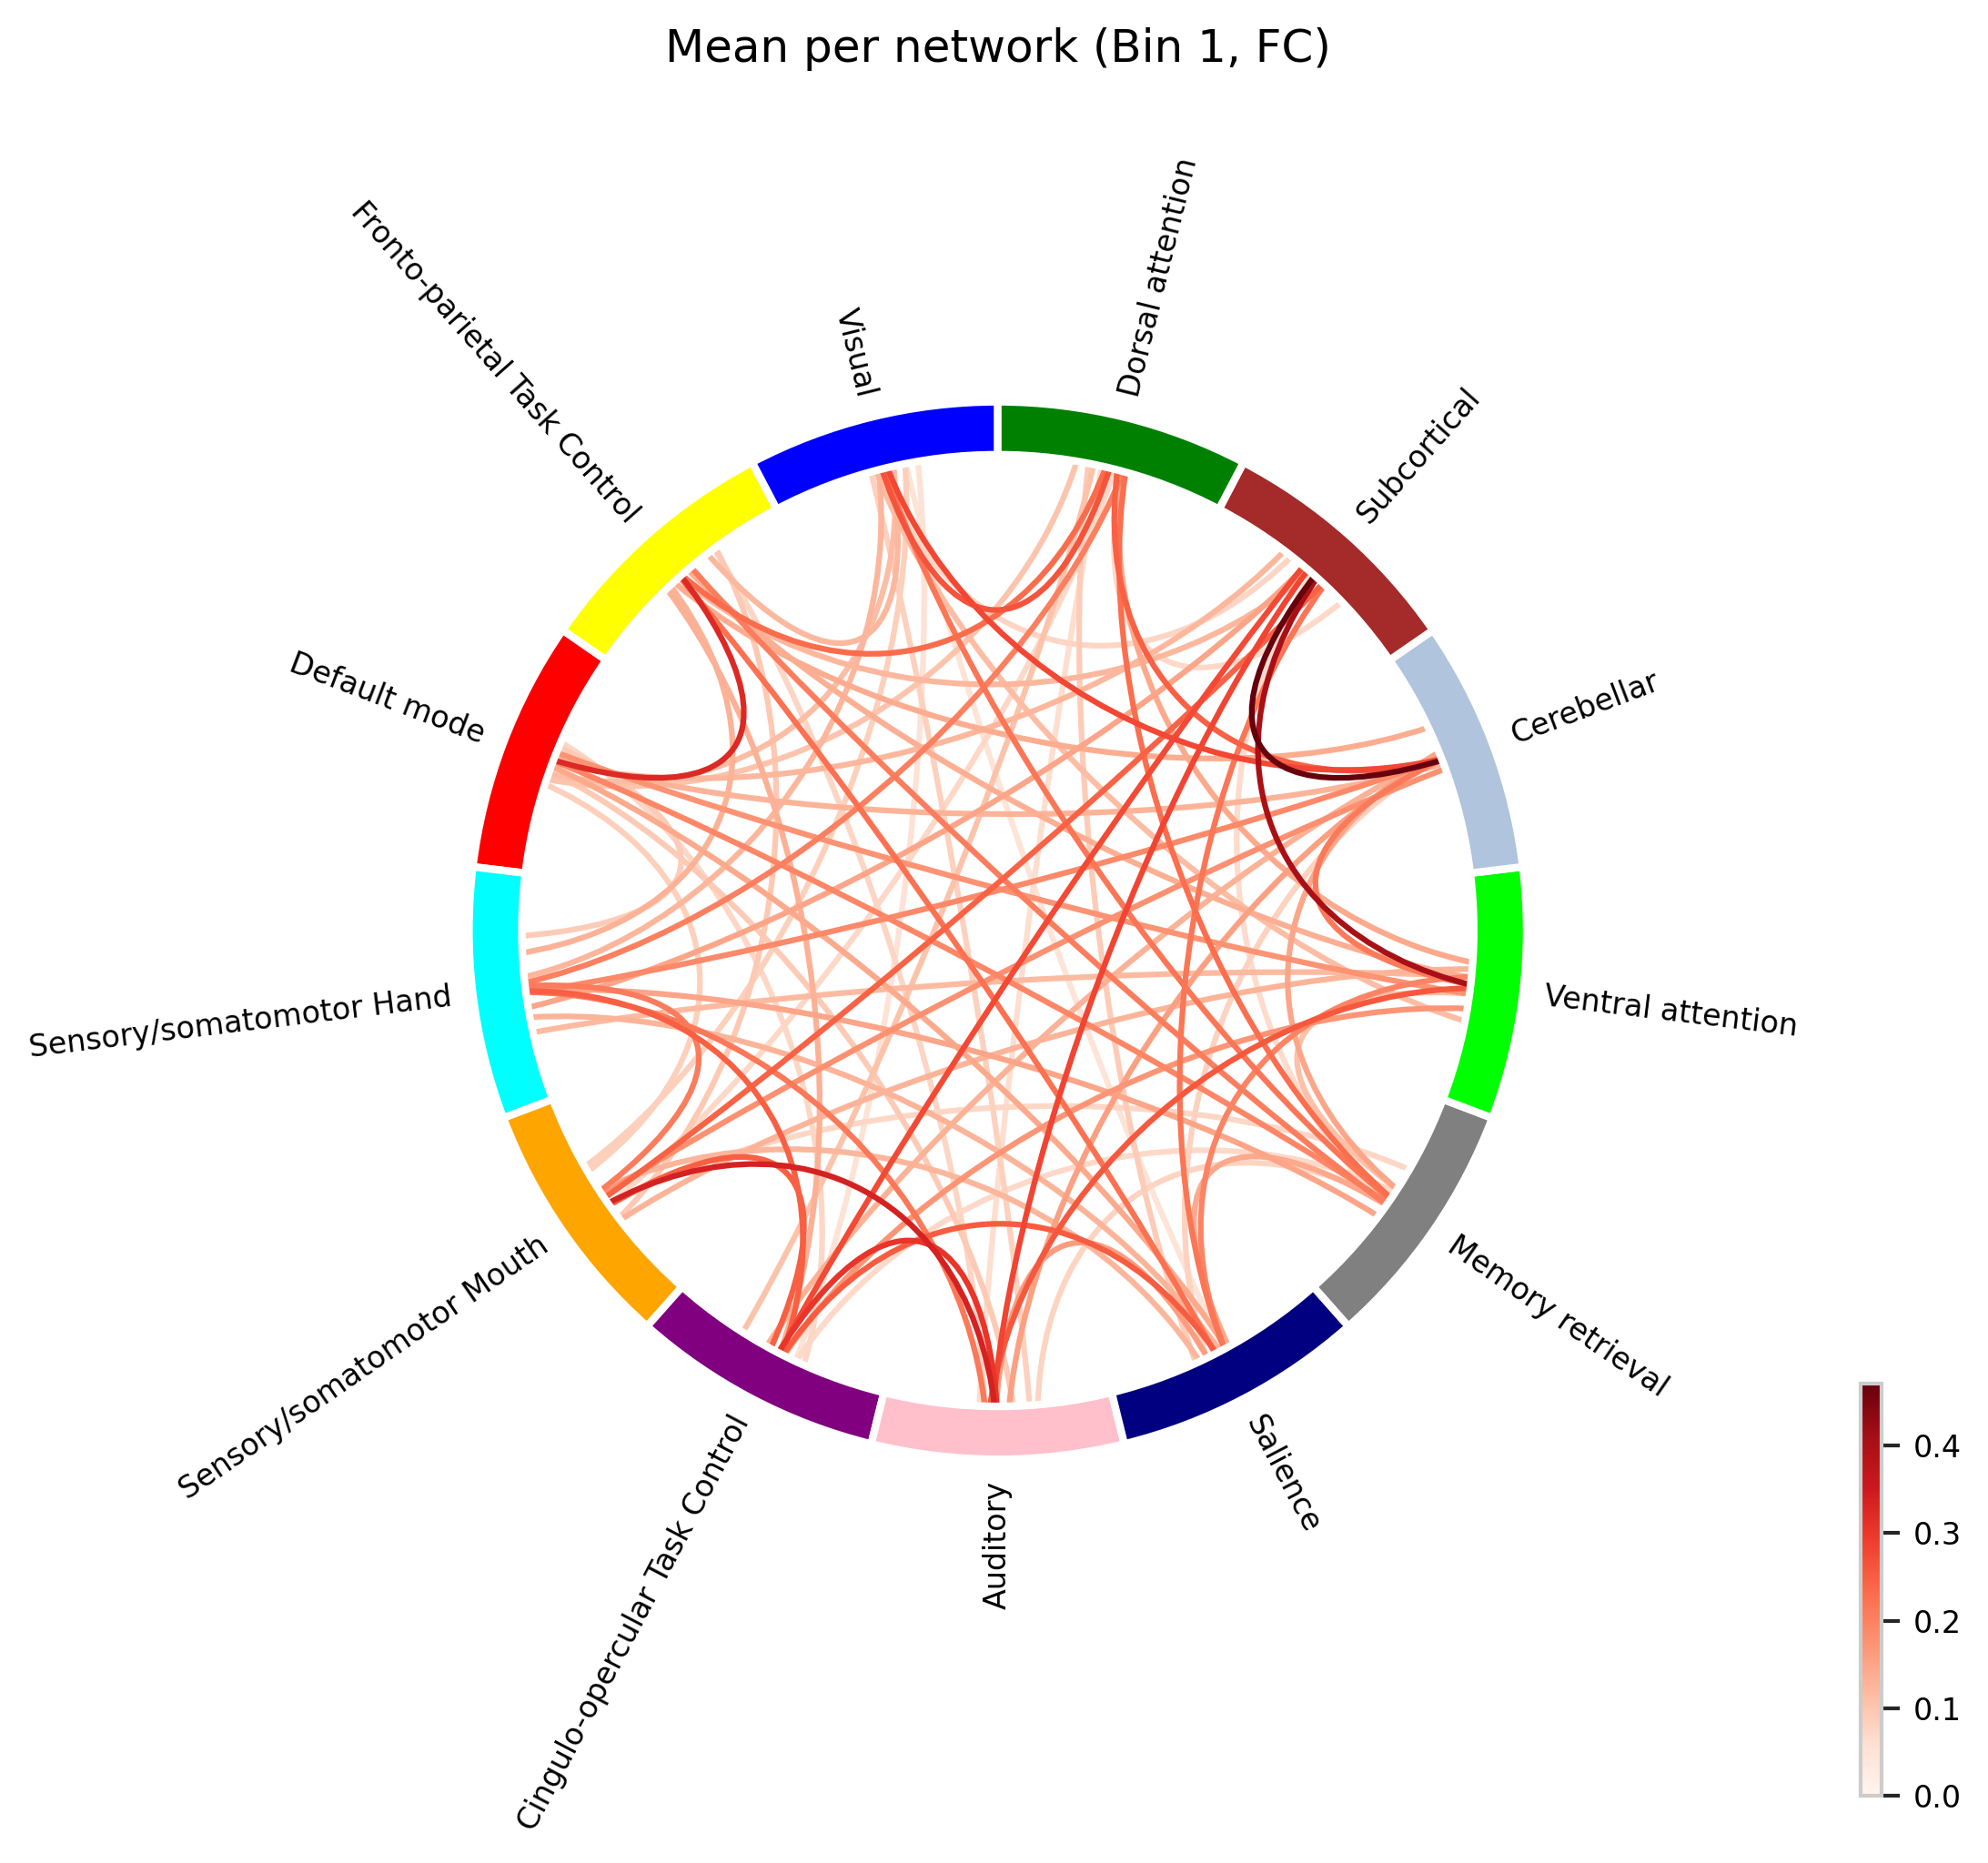 Mean per network (Bin 1, FC)
Dorsal attention
Subcortical
Cerebellar
Ventral attention
Memory retrieval
Salience
Auditory
Cingulo-opercular Task Control
Sensory/somatomotor Mouth
Sensory/somatomotor Hand
Default mode
Fronto-parietal Task Control
Visual
0.4
0.3
0.2
0.1
0.0